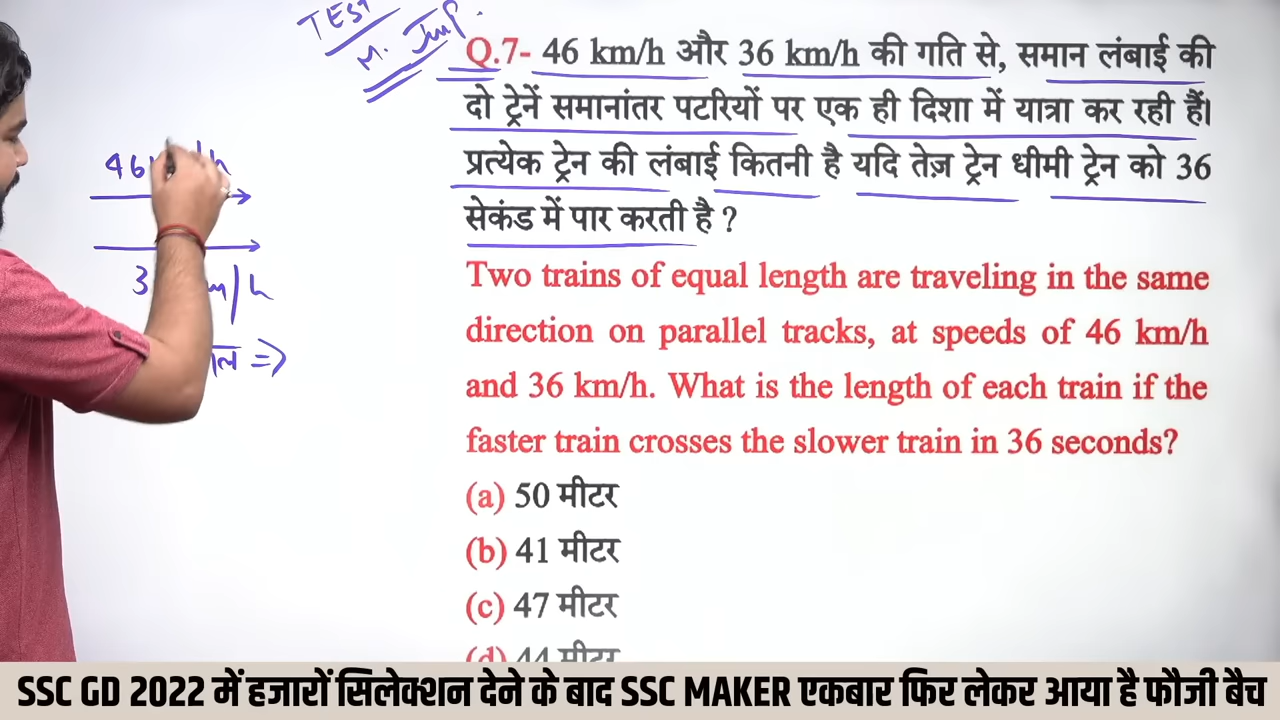 TEST
M. Imp.
Q.7- 46 km/h और 36 km/h की गति से, समान लंबाई की
दो ट्रेनें समानांतर पटरियों पर एक ही दिशा में यात्रा कर रही हैं।
प्रत्येक ट्रेन की लंबाई कितनी है यदि तेज़ ट्रेन धीमी ट्रेन को 36
सेकंड में पार करती है ?
Two trains of equal length are traveling in the same
direction on parallel tracks, at speeds of 46 km/h
and 36 km/h. What is the length of each train if the
faster train crosses the slower train in 36 seconds?
(a) 50 मीटर
(b) 41 मीटर
(c) 47 मीटर
(d) 44 मीटर
46
SSC GD 2022 में हजारों सिलेक्शन देने के बाद SSC MAKER एकबार फिर लेकर आया है फौजी बैच